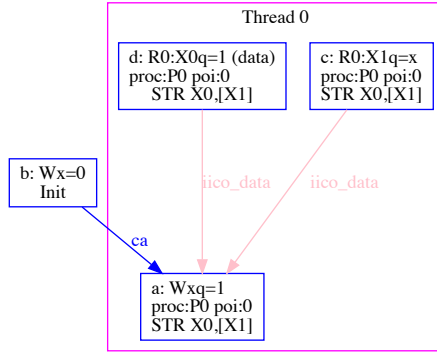 Thread 0
d: R0:X0q=1 (data)
proc:P0 poi:0
STR X0,[X1]
c: R0:X1q=x
proc:P0 poi:0
STR X0,[X1]
iico_data
iico_data
b: Wx=0
Init
ca
a: Wxq=1
proc:P0 poi:0
STR X0,[X1]